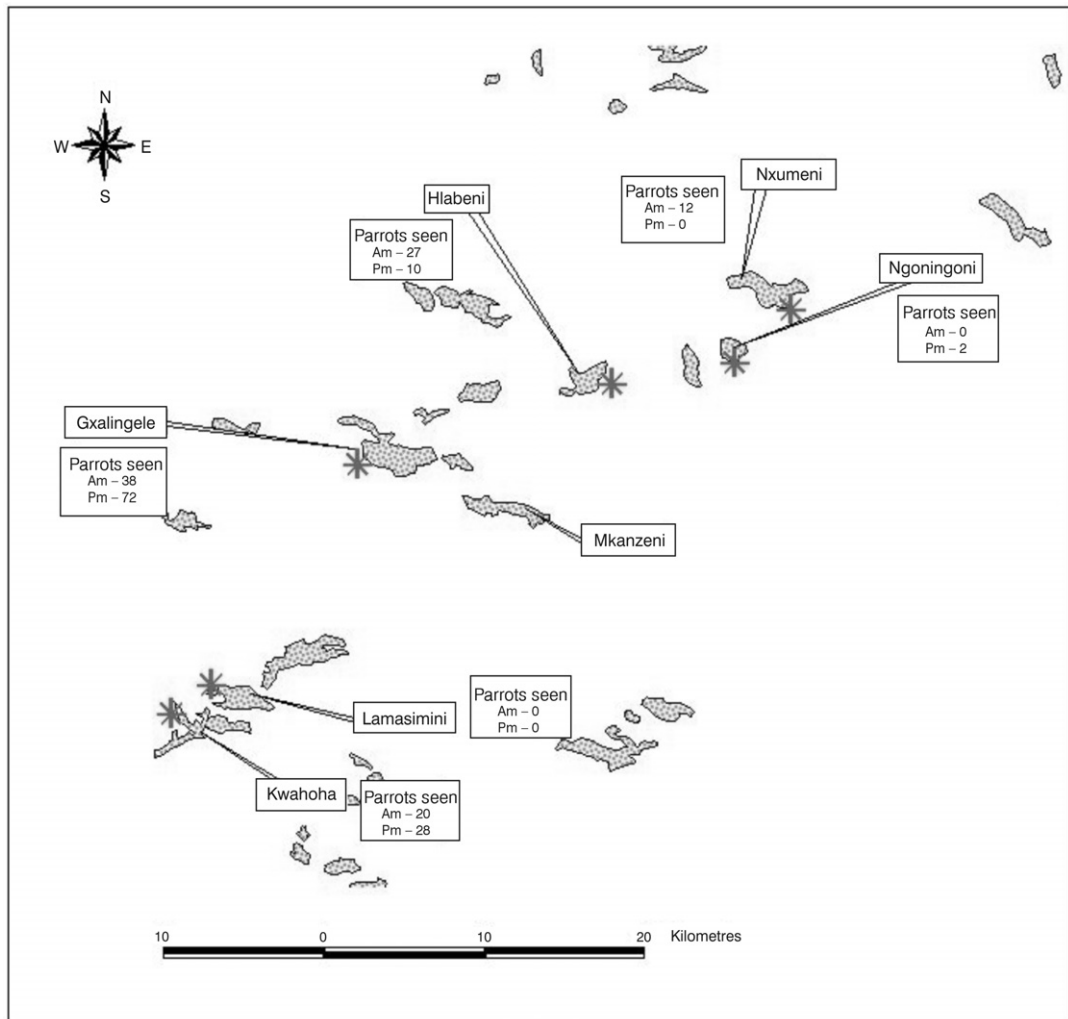 N
W E
S
Hlabeni
Parrots seen
Am – 27
Pm – 10
Nxumeni
Parrots seen
Am – 12
Pm – 0
Ngoningoni
Parrots seen
Am – 0
Pm – 2
Gxalingele
Parrots seen
Am – 38
Pm – 72
Mkanzeni
Lamasimini
Parrots seen
Am – 0
Pm – 0
Kwahoha
Parrots seen
Am – 20
Pm – 28
10 0 10 20 Kilometres